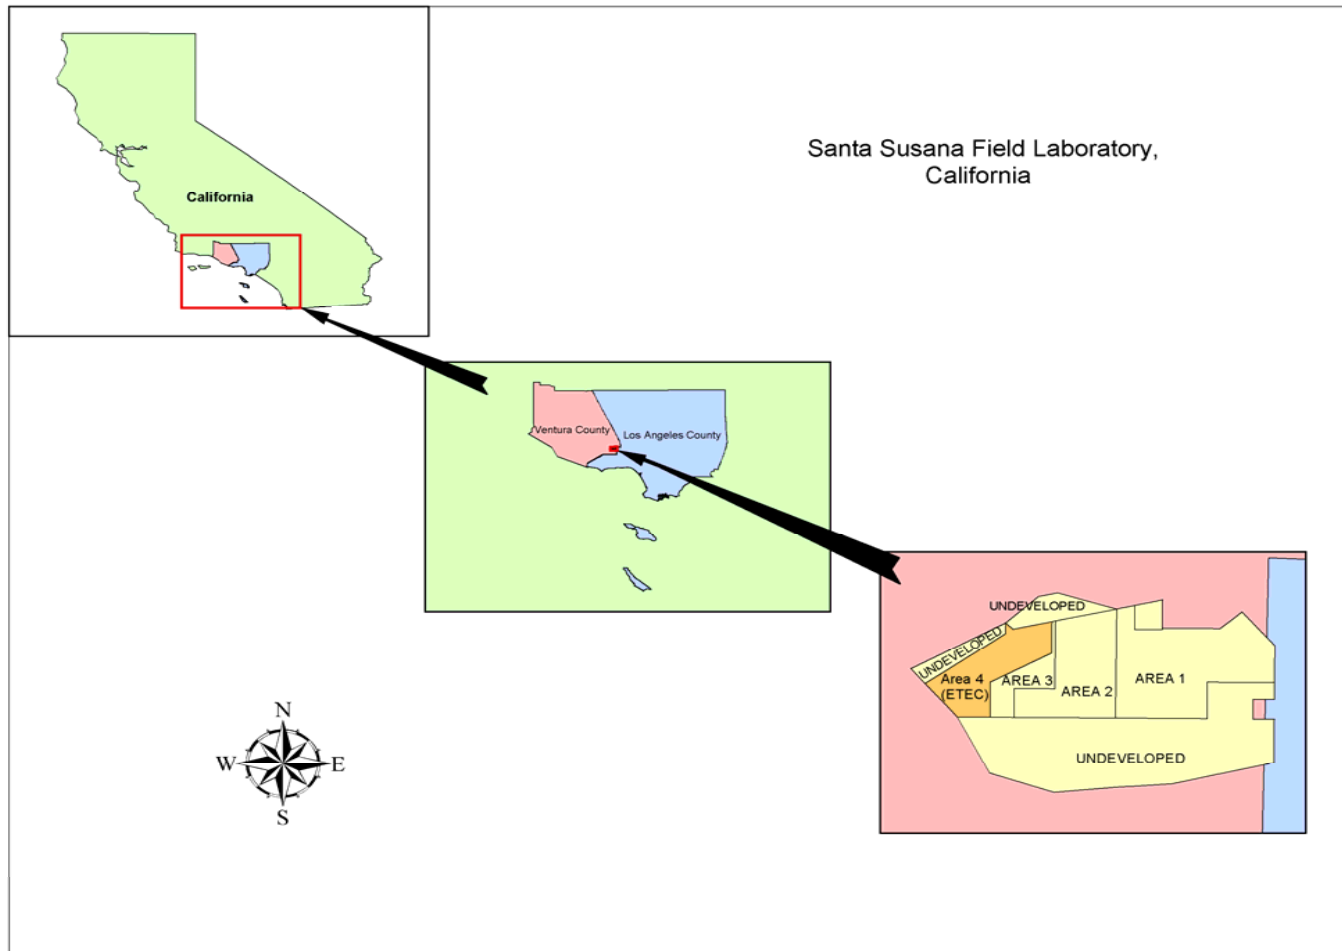 Santa Susana Field Laboratory,
California
California
Ventura County
Los Angeles County
UNDEVELOPED
UNDEVELOPED
Area 4
(ETEC)
AREA 3
AREA 2
AREA 1
UNDEVELOPED
N
W
E
S